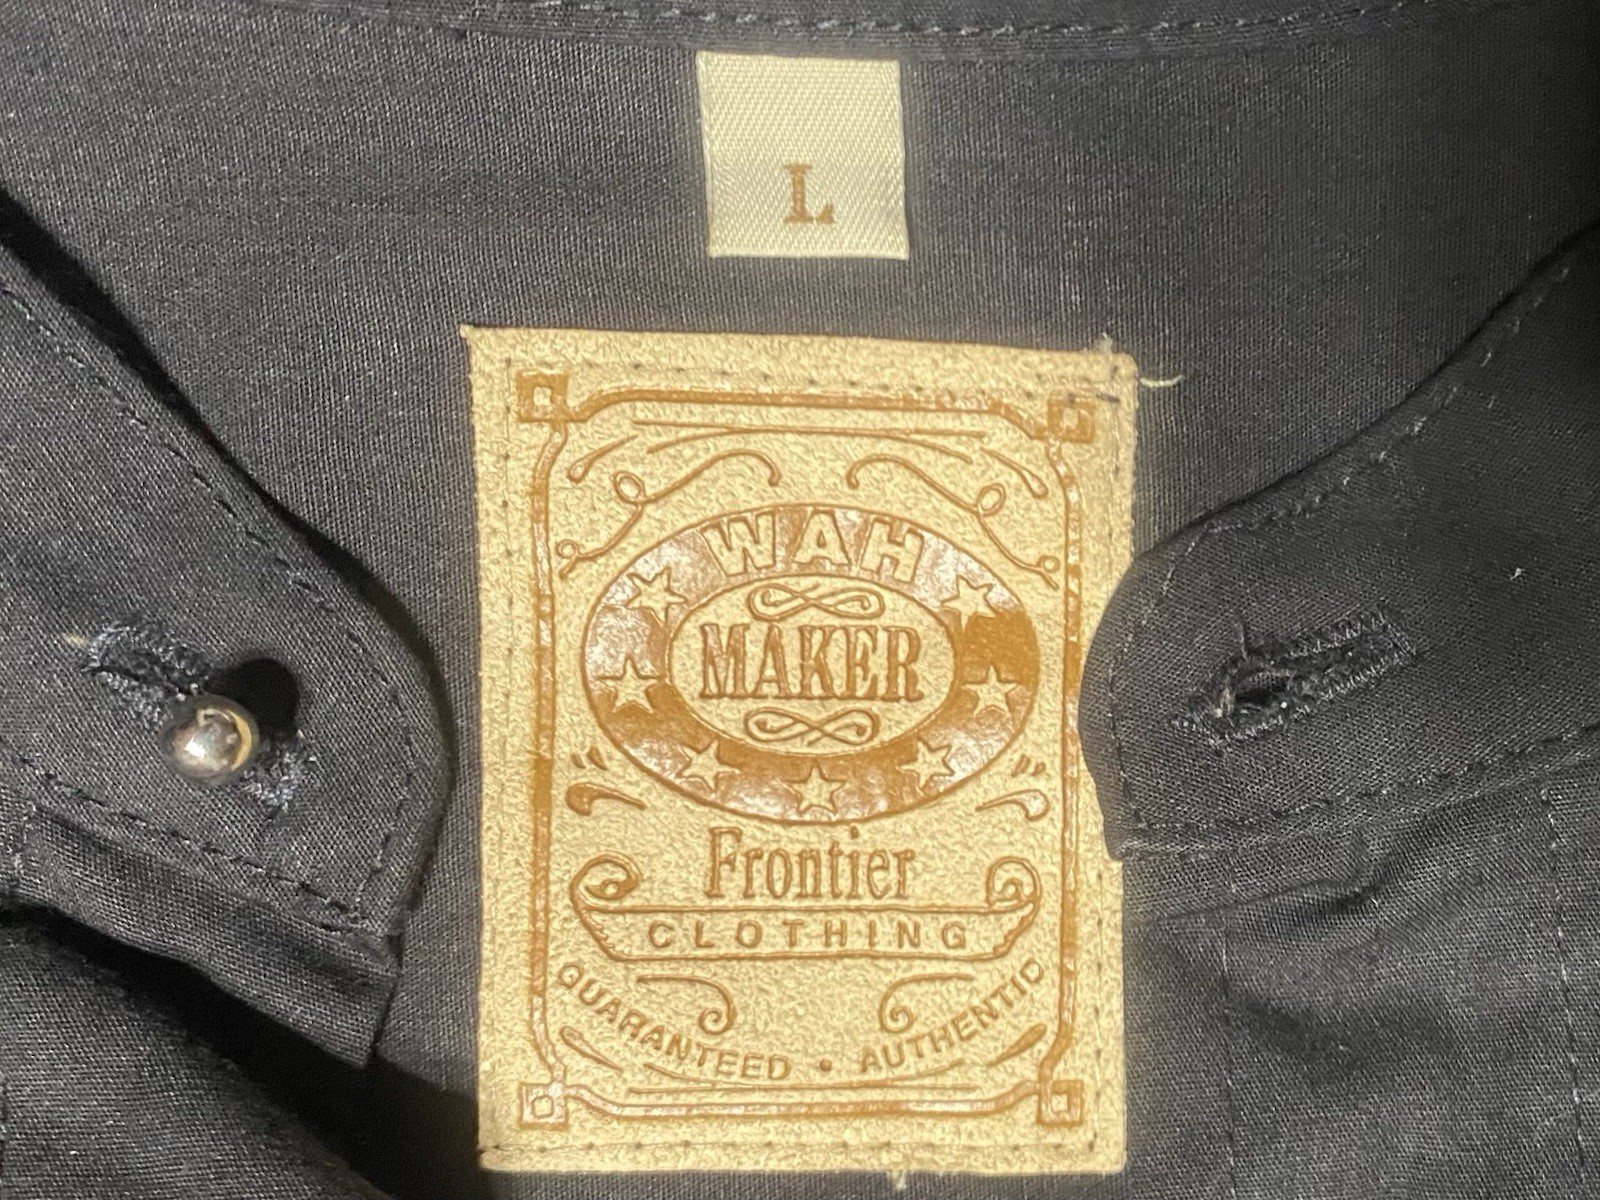 L
WAH
MAKER
Frontier
CLOTHING
GUARANTEED • AUTHENTIC